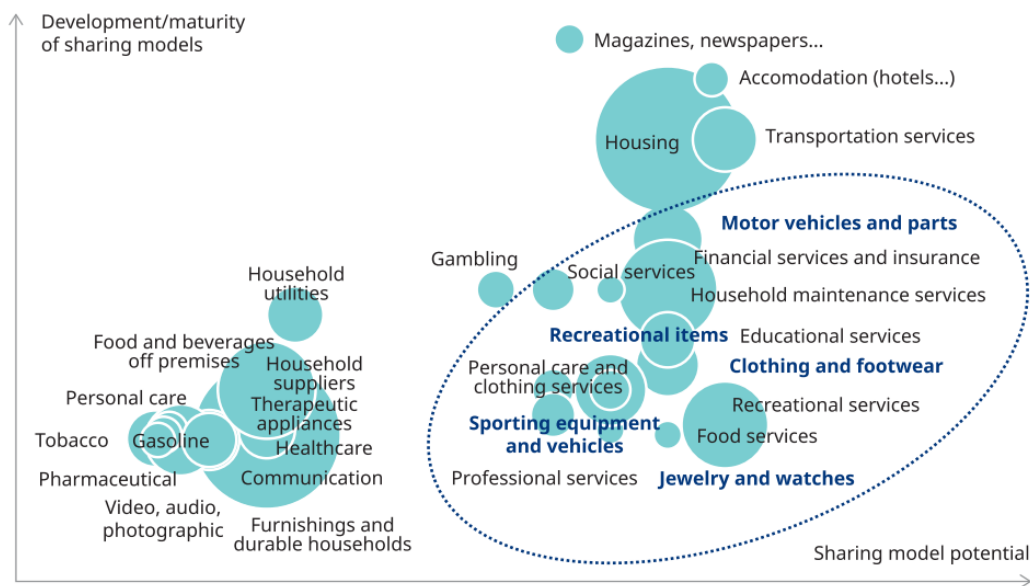 Development/maturity
of sharing models
Magazines, newspapers...
Accomodation (hotels...)
Housing
Transportation services
Motor vehicles and parts
Gambling
Financial services and insurance
Social services
Household
utilities
Household maintenance services
Recreational items
Educational services
Food and beverages
off premises
Household
suppliers
Personal care and
clothing services
Clothing and footwear
Personal care
Therapeutic
appliances
Recreational services
Tobacco
Gasoline
Healthcare
Sporting equipment
and vehicles
Food services
Pharmaceutical
Communication
Professional services
Jewelry and watches
Video, audio,
photographic
Furnishings and
durable households
Sharing model potential